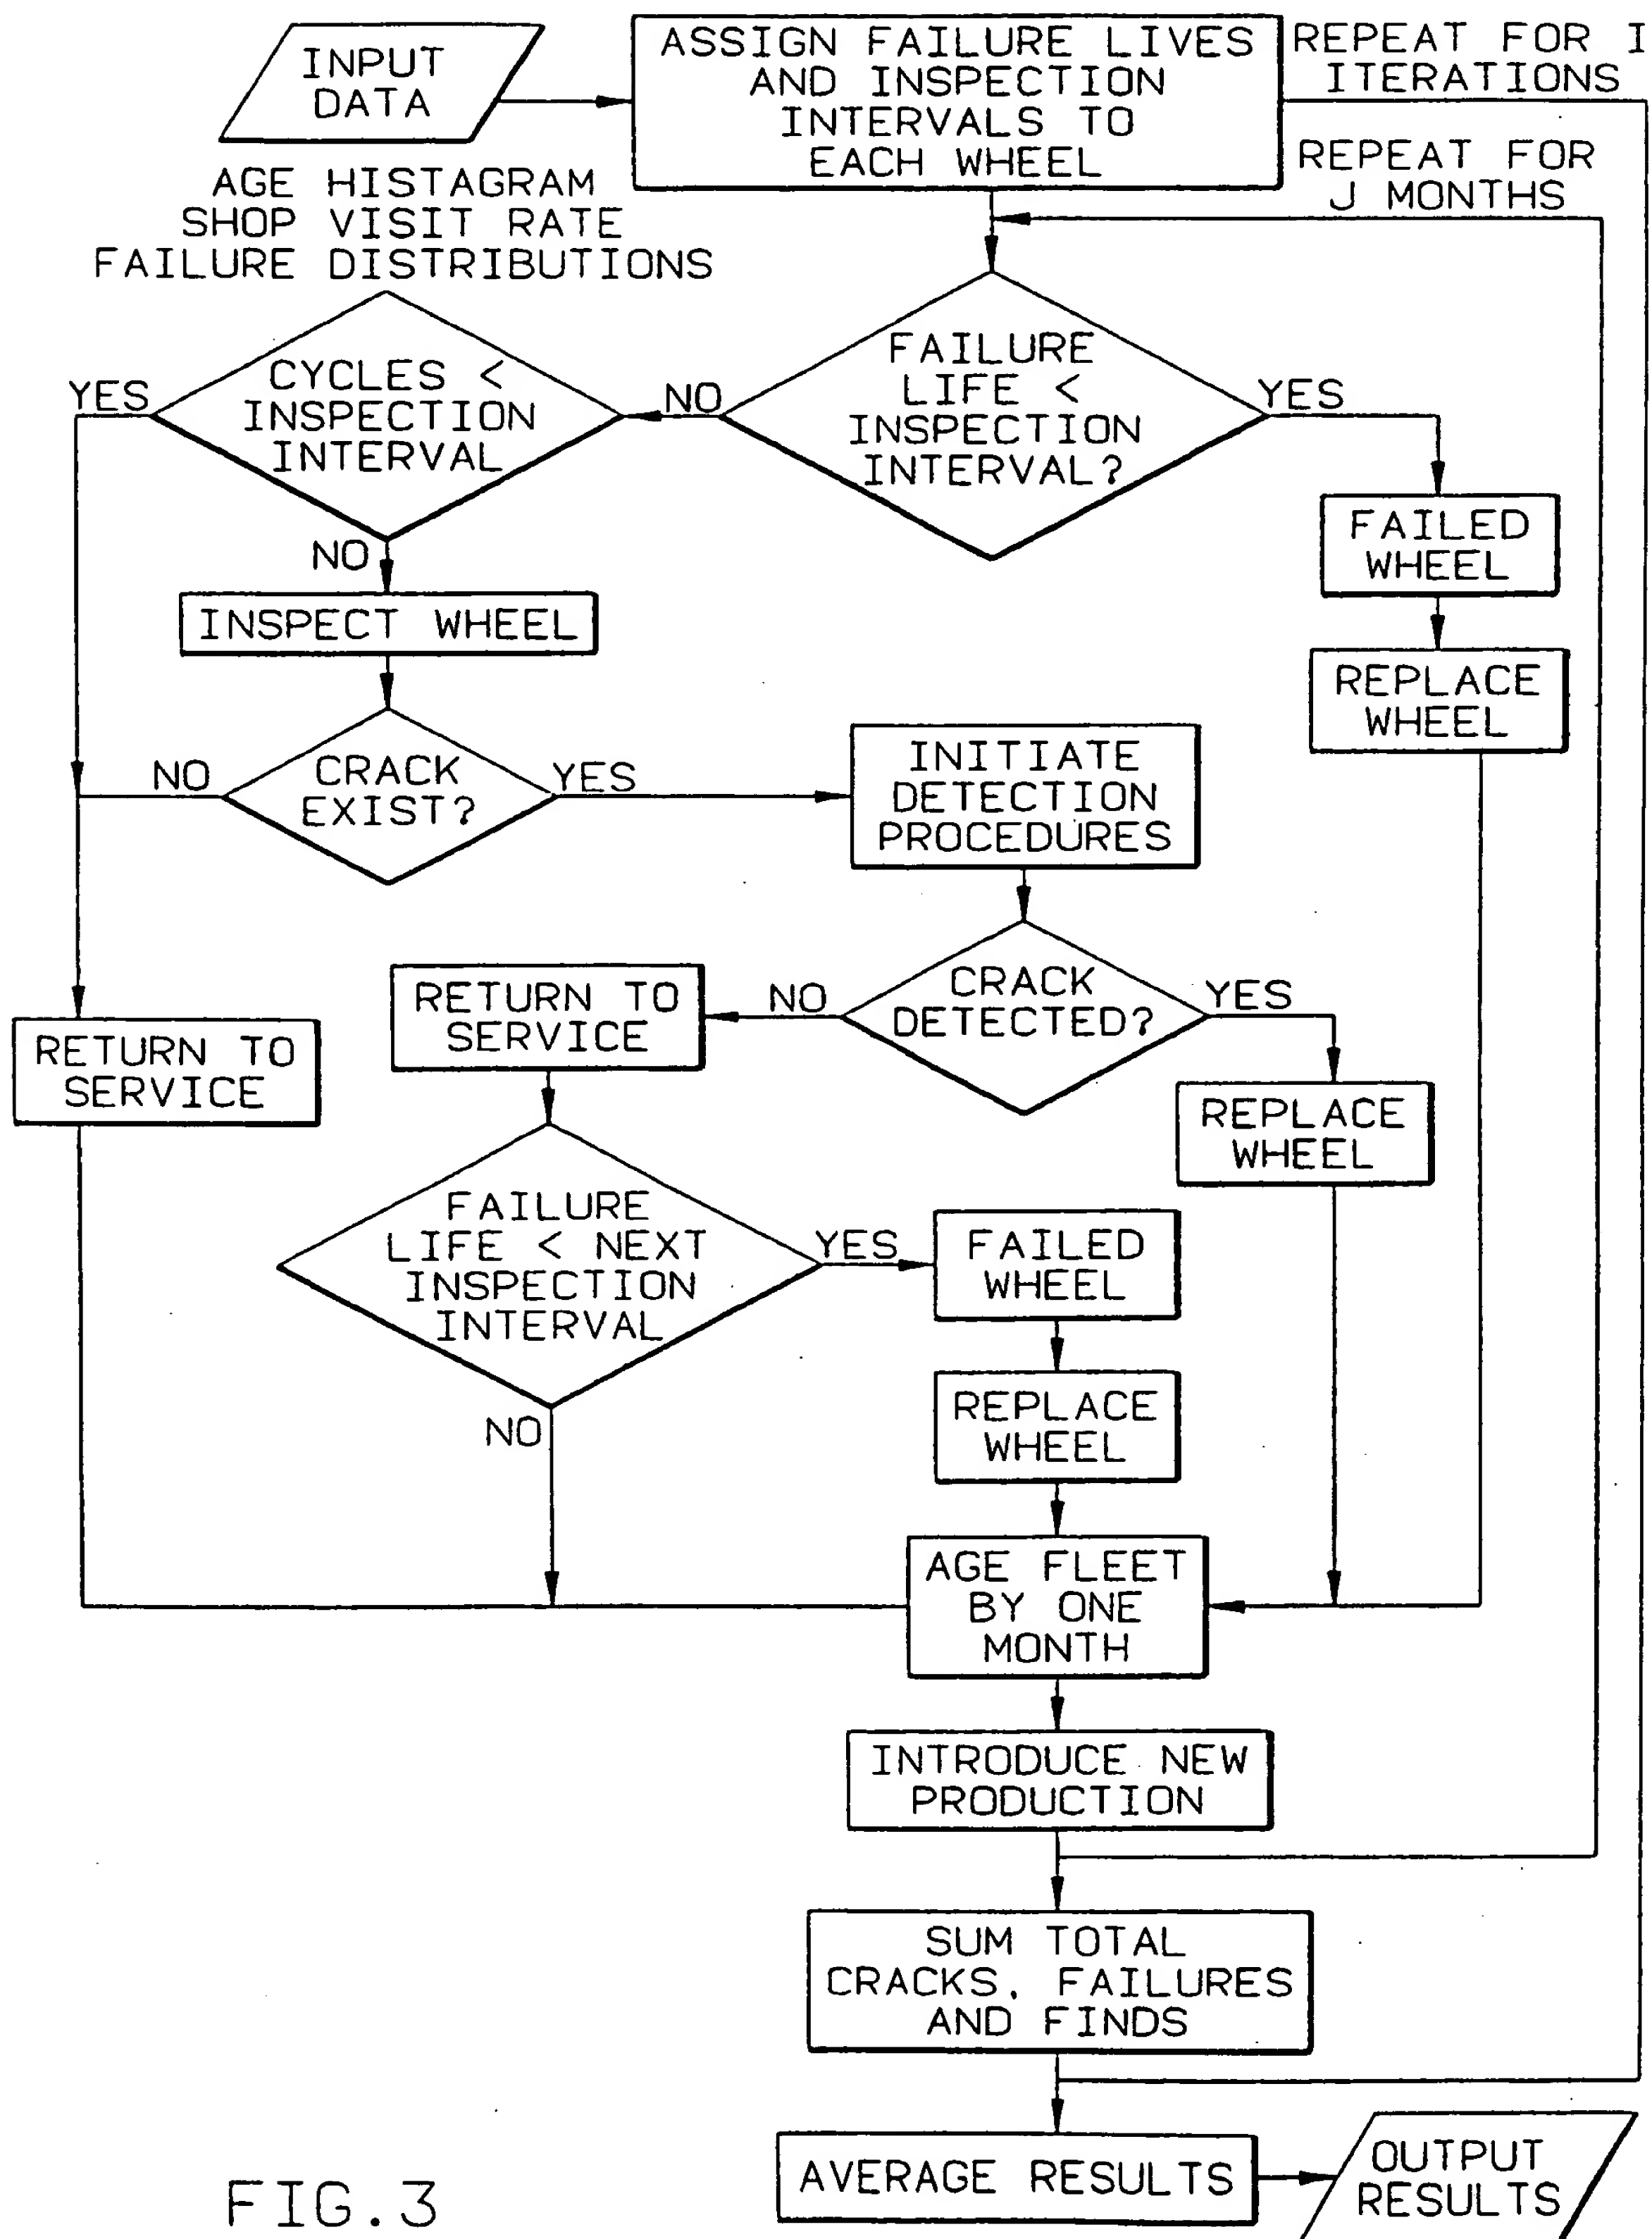 INPUT
DATA
ASSIGN FAILURE LIVES
AND INSPECTION
INTERVALS TO
EACH WHEEL
REPEAT FOR I
ITERATIONS
REPEAT FOR
J MONTHS
AGE HISTAGRAM
SHOP VISIT RATE
FAILURE DISTRIBUTIONS
FAILURE
LIFE <
INSPECTION
INTERVAL?
NO
YES
CYCLES <
INSPECTION
INTERVAL
YES
NO
FAILED
WHEEL
REPLACE
WHEEL
INSPECT WHEEL
CRACK
EXIST?
NO
YES
INITIATE
DETECTION
PROCEDURES
CRACK
DETECTED?
NO
YES
RETURN TO
SERVICE
RETURN TO
SERVICE
REPLACE
WHEEL
FAILURE
LIFE < NEXT
INSPECTION
INTERVAL
YES
NO
FAILED
WHEEL
REPLACE
WHEEL
AGE FLEET
BY ONE
MONTH
INTRODUCE NEW
PRODUCTION
SUM TOTAL
CRACKS, FAILURES
AND FINDS
AVERAGE RESULTS
OUTPUT
RESULTS
FIG.3